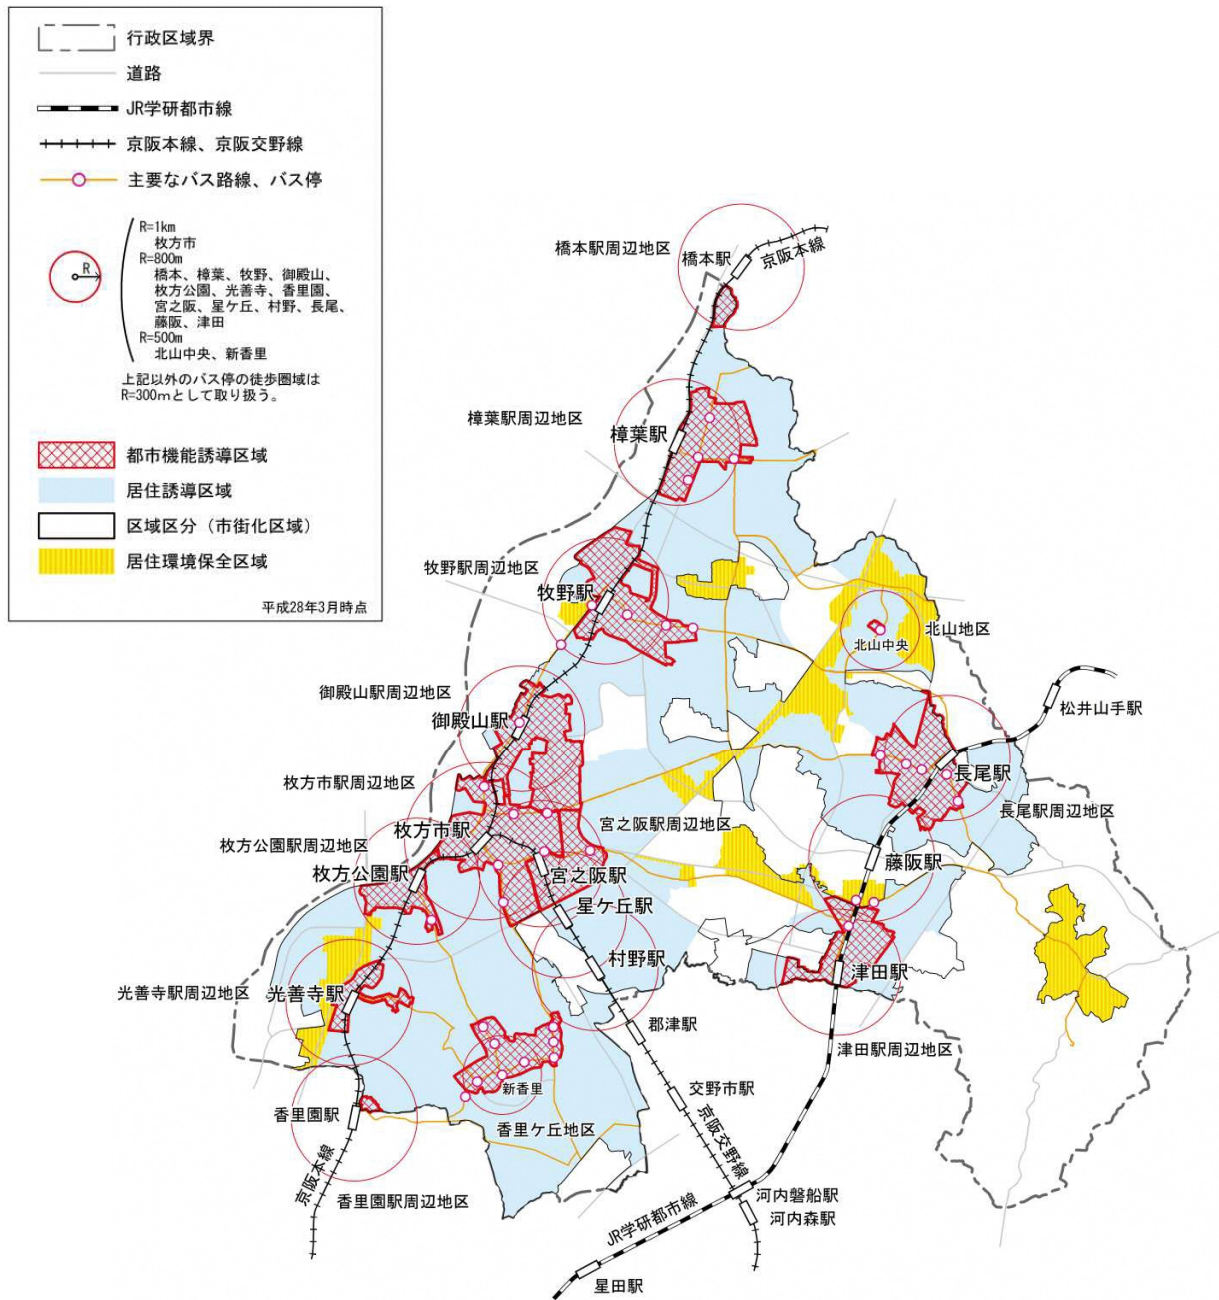 行政区域界
道路
JR学研都市線
京阪本線、京阪交野線
主要なバス路線、バス停
R
R=1km
枚方市
R=800m
橋本、樟葉、牧野、御殿山、
枚方公園、光善寺、香里園、
宮之阪、星ケ丘、村野、長尾、
藤阪、津田
R=500m
北山中央、新香里
上記以外のバス停の徒歩圏域は
R=300mとして取り扱う。
都市機能誘導区域
居住誘導区域
区域区分（市街化区域）
居住環境保全区域
平成28年3月時点
橋本駅周辺地区
橋本駅
京阪本線
樟葉駅周辺地区
樟葉駅
牧野駅周辺地区
牧野駅
北山地区
北山中央
御殿山駅周辺地区
御殿山駅
松井山手駅
枚方市駅周辺地区
長尾駅
長尾駅周辺地区
枚方市駅
宮之阪駅周辺地区
枚方公園駅周辺地区
枚方公園駅
宮之阪駅
藤阪駅
星ケ丘駅
村野駅
津田駅
光善寺駅周辺地区
光善寺駅
郡津駅
津田駅周辺地区
新香里
交野市駅
香里園駅
香里ケ丘地区
京阪交野線
京阪本線
香里園駅周辺地区
河内磐船駅
河内森駅
JR学研都市線
星田駅